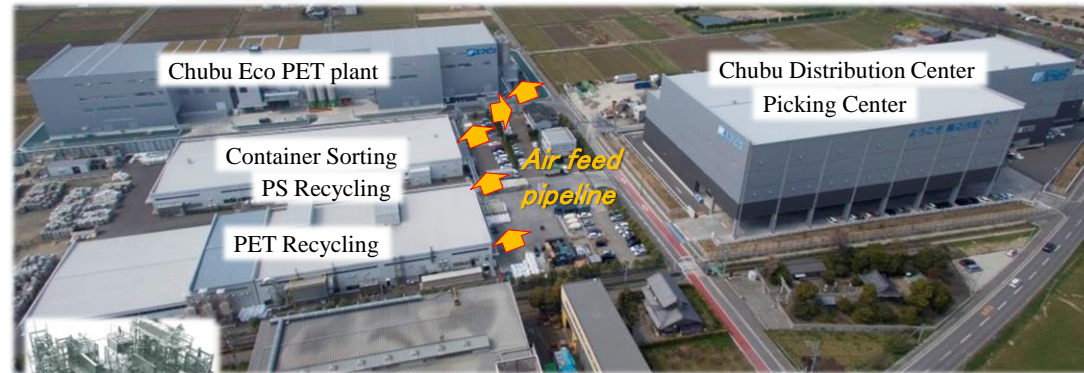 Chubu Eco PET plant
Chubu Distribution Center
Picking Center
Container Sorting
PS Recycling
Air feed
pipeline
PET Recycling